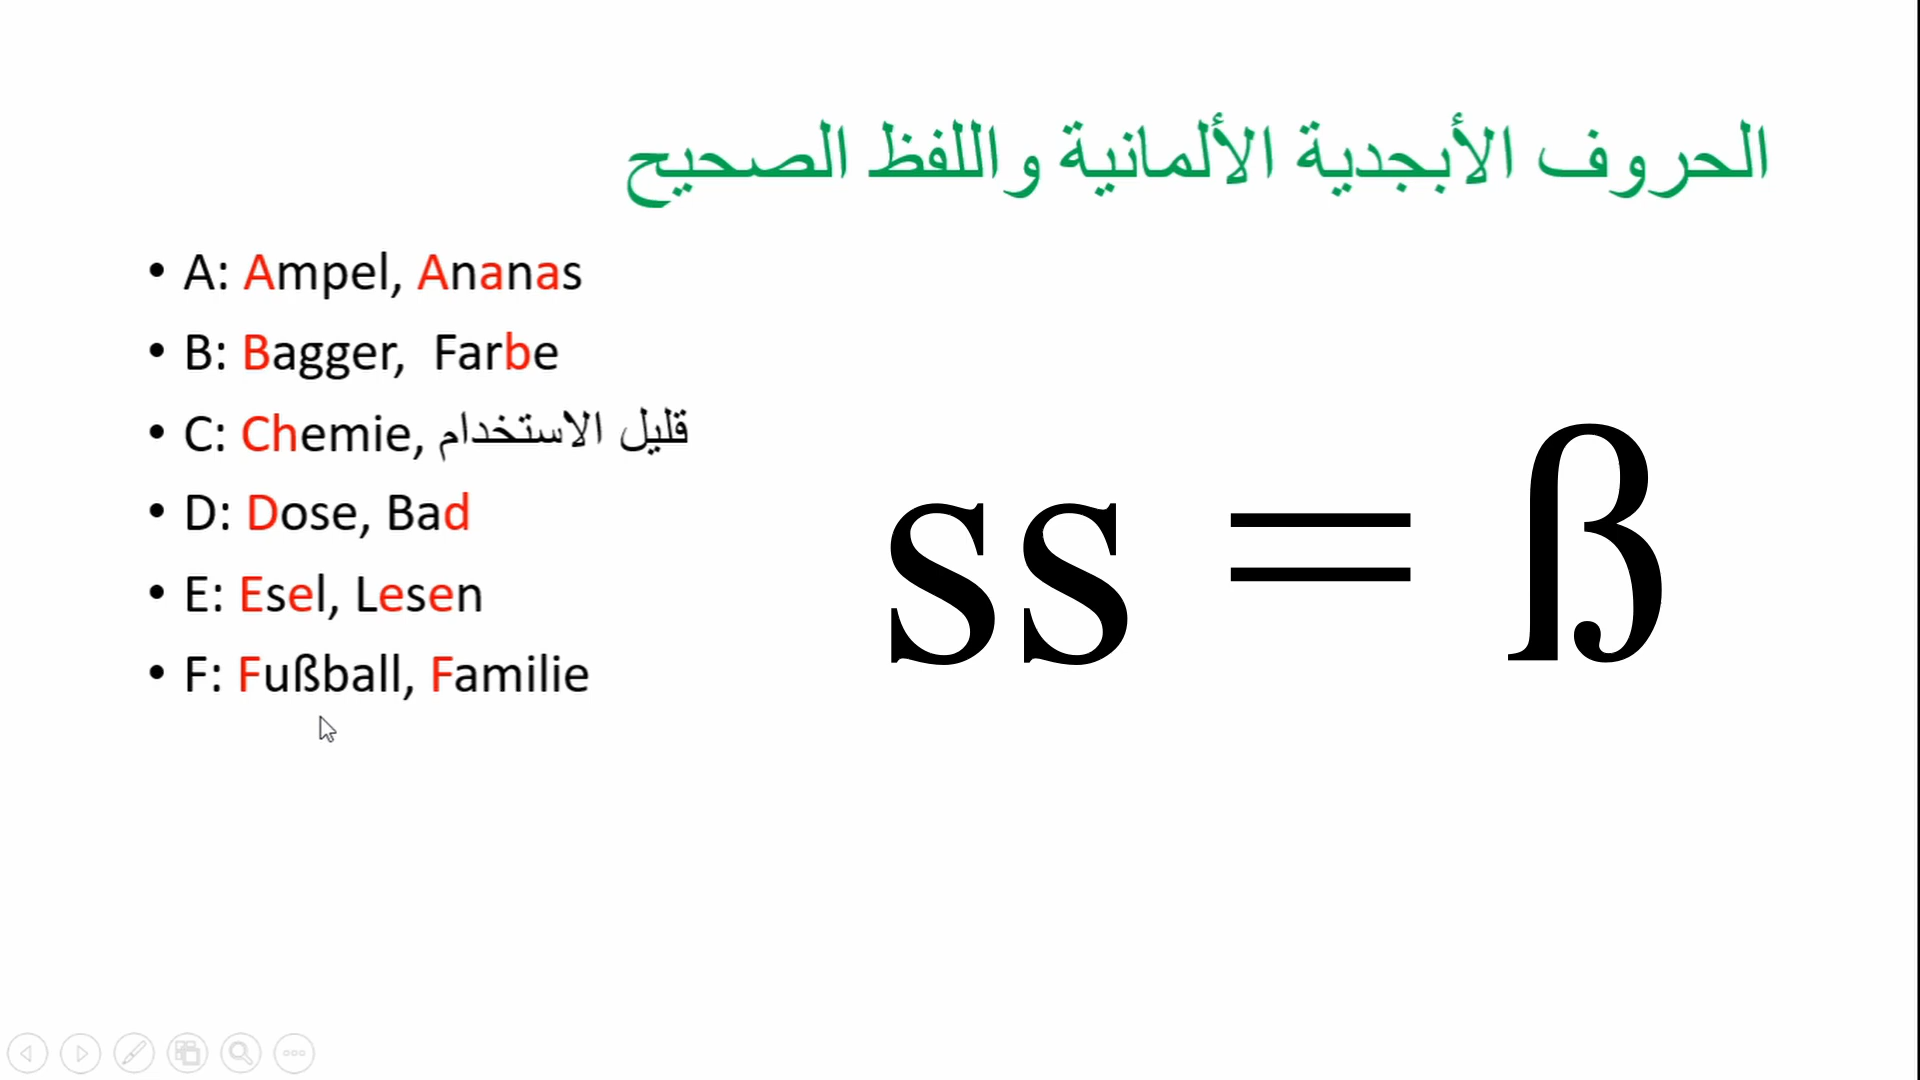 الحروف الأبجدية الألمانية واللفظ الصحيح
• A: Ampel, Ananas
• B: Bagger,  Farbe
• C: Chemie, قليل الاستخدام
• D: Dose, Bad
• E: Esel, Lesen
• F: Fußball, Familie
ss = ß